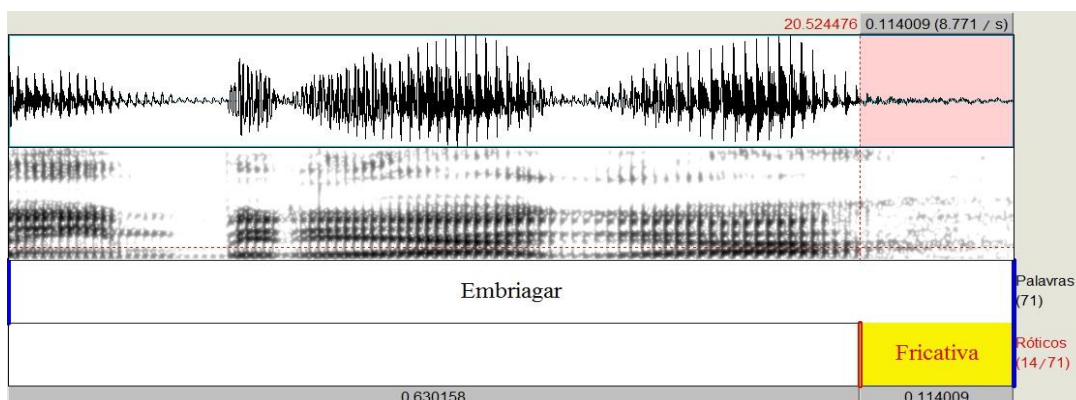 20.524476 0.114009 (8.771 / s)
Embriagar
Palavras
(71)
Fricativa
Róticos
(14/71)
0.630158 0.114009